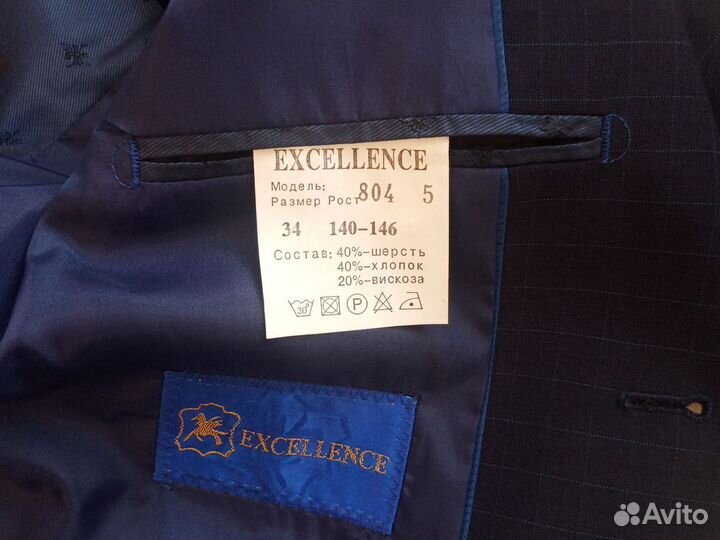 EXCELLENCE
Модель: 804 5
Размер Рост
34 140-146
Состав: 40%-шерсть
40%-хлопок
20%-вискоза
30
P
EXCELLENCE
Avito